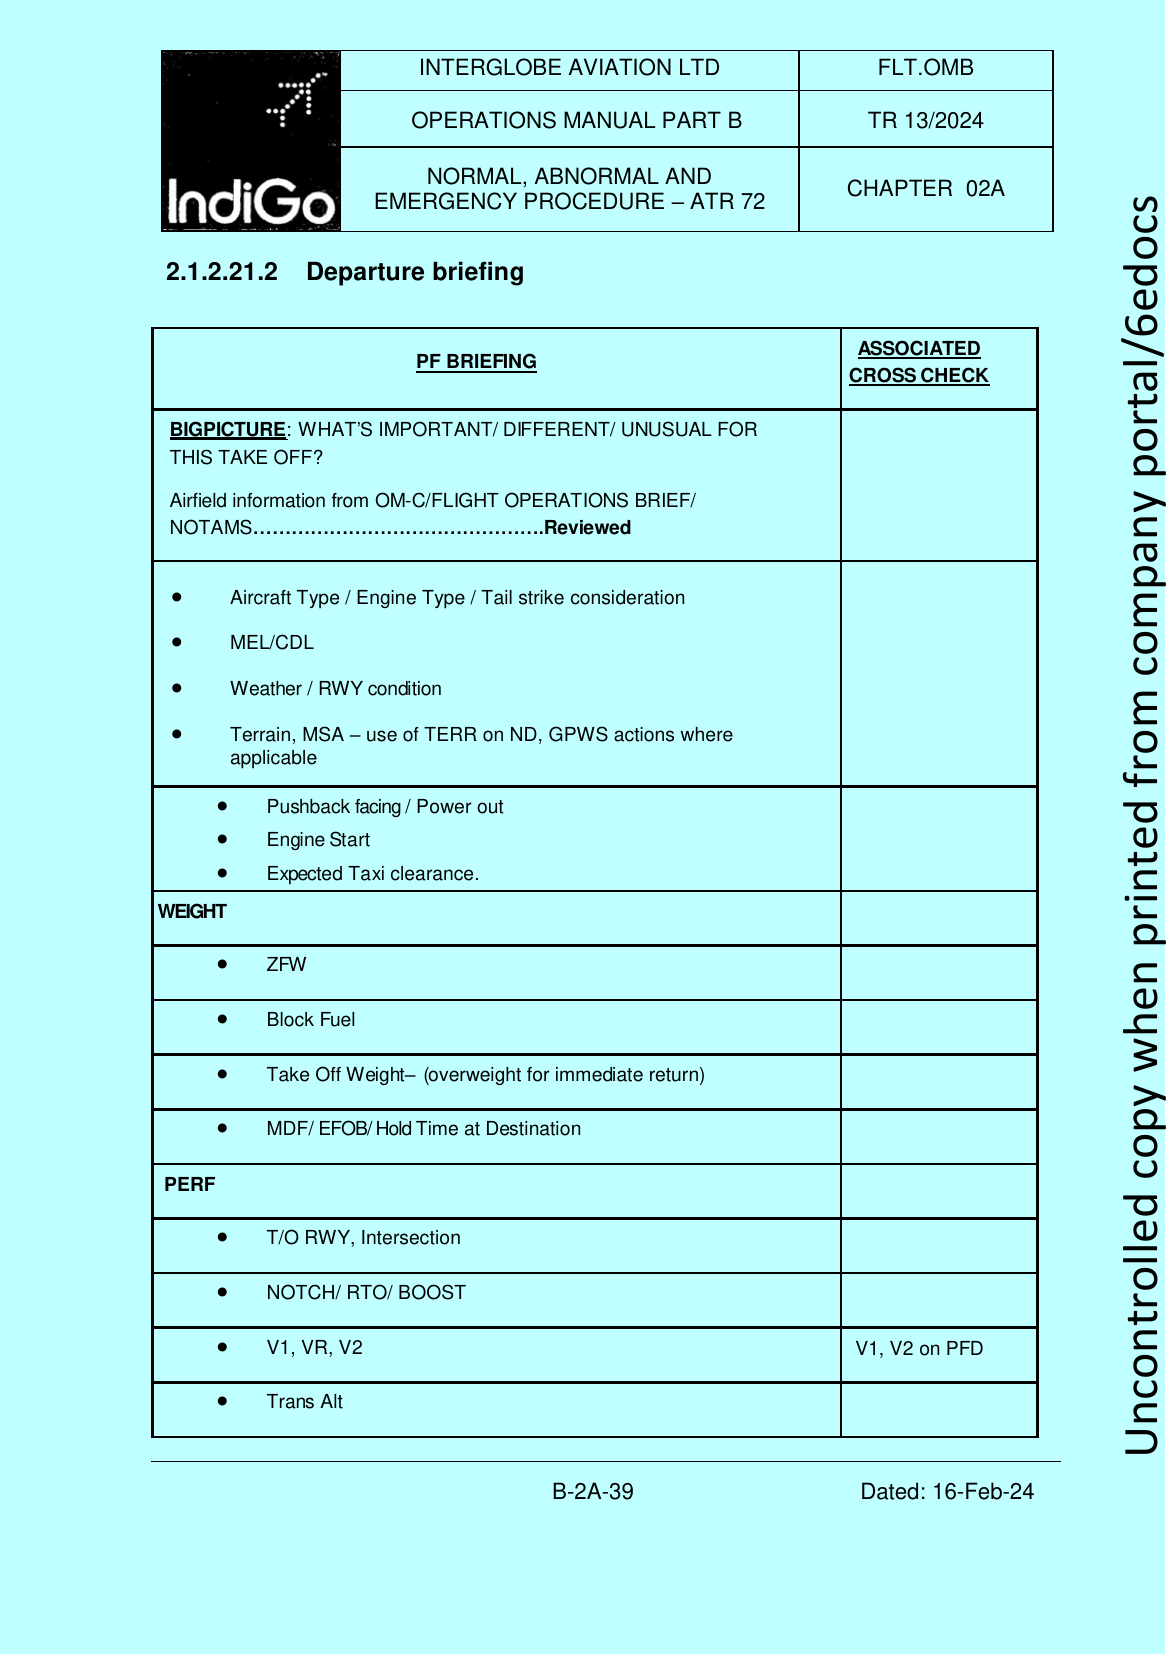 INTERGLOBE AVIATION LTD
FLT.OMB
OPERATIONS MANUAL PART B
TR 13/2024
NORMAL, ABNORMAL AND
EMERGENCY PROCEDURE – ATR 72
CHAPTER 02A
IndiGo
2.1.2.21.2 Departure briefing
PF BRIEFING
ASSOCIATED
CROSS CHECK
BIGPICTURE: WHAT'S IMPORTANT/ DIFFERENT/ UNUSUAL FOR
THIS TAKE OFF?
Airfield information from OM-C/FLIGHT OPERATIONS BRIEF/
NOTAMS……………………………………….Reviewed
• Aircraft Type / Engine Type / Tail strike consideration
• MEL/CDL
• Weather / RWY condition
• Terrain, MSA – use of TERR on ND, GPWS actions where
applicable
• Pushback facing / Power out
• Engine Start
• Expected Taxi clearance.
WEIGHT
• ZFW
• Block Fuel
• Take Off Weight– (overweight for immediate return)
• MDF/ EFOB/ Hold Time at Destination
PERF
• T/O RWY, Intersection
• NOTCH/ RTO/ BOOST
• V1, VR, V2
V1, V2 on PFD
• Trans Alt
B-2A-39
Dated: 16-Feb-24
Uncontrolled copy when printed from company portal/6edocs